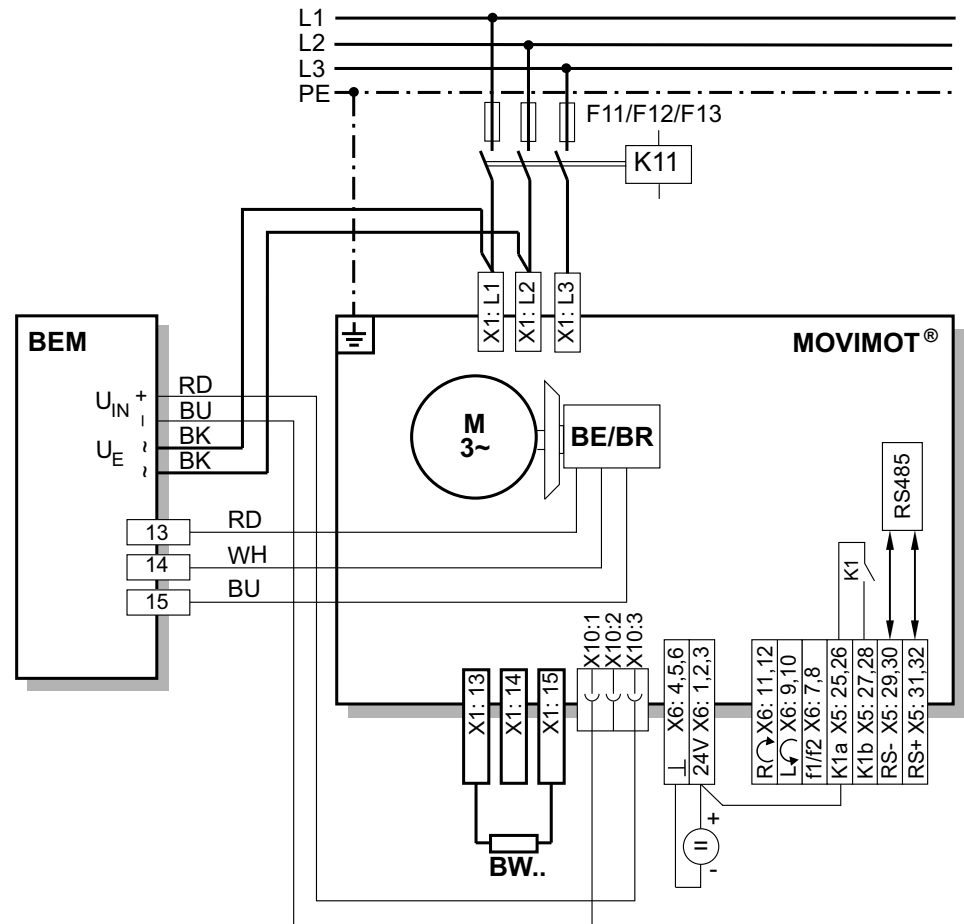 L1
L2
L3
PE
F11/F12/F13
K11
X1: L1
X1: L2
X1: L3
BEM
MOVIMOT®
U_IN + RD
– BU
U_E ~ BK
~ BK
M
3~
BE/BR
RS485
13 RD
14 WH
15 BU
K1
X10:1
X10:2
X10:3
X1: 13
X1: 14
X1: 15
⊥ X6: 4,5,6
24V X6: 1,2,3
R X6: 11,12
L X6: 9,10
f1/f2 X6: 7,8
K1a X5: 25,26
K1b X5: 27,28
RS- X5: 29,30
RS+ X5: 31,32
+
=
-
BW..